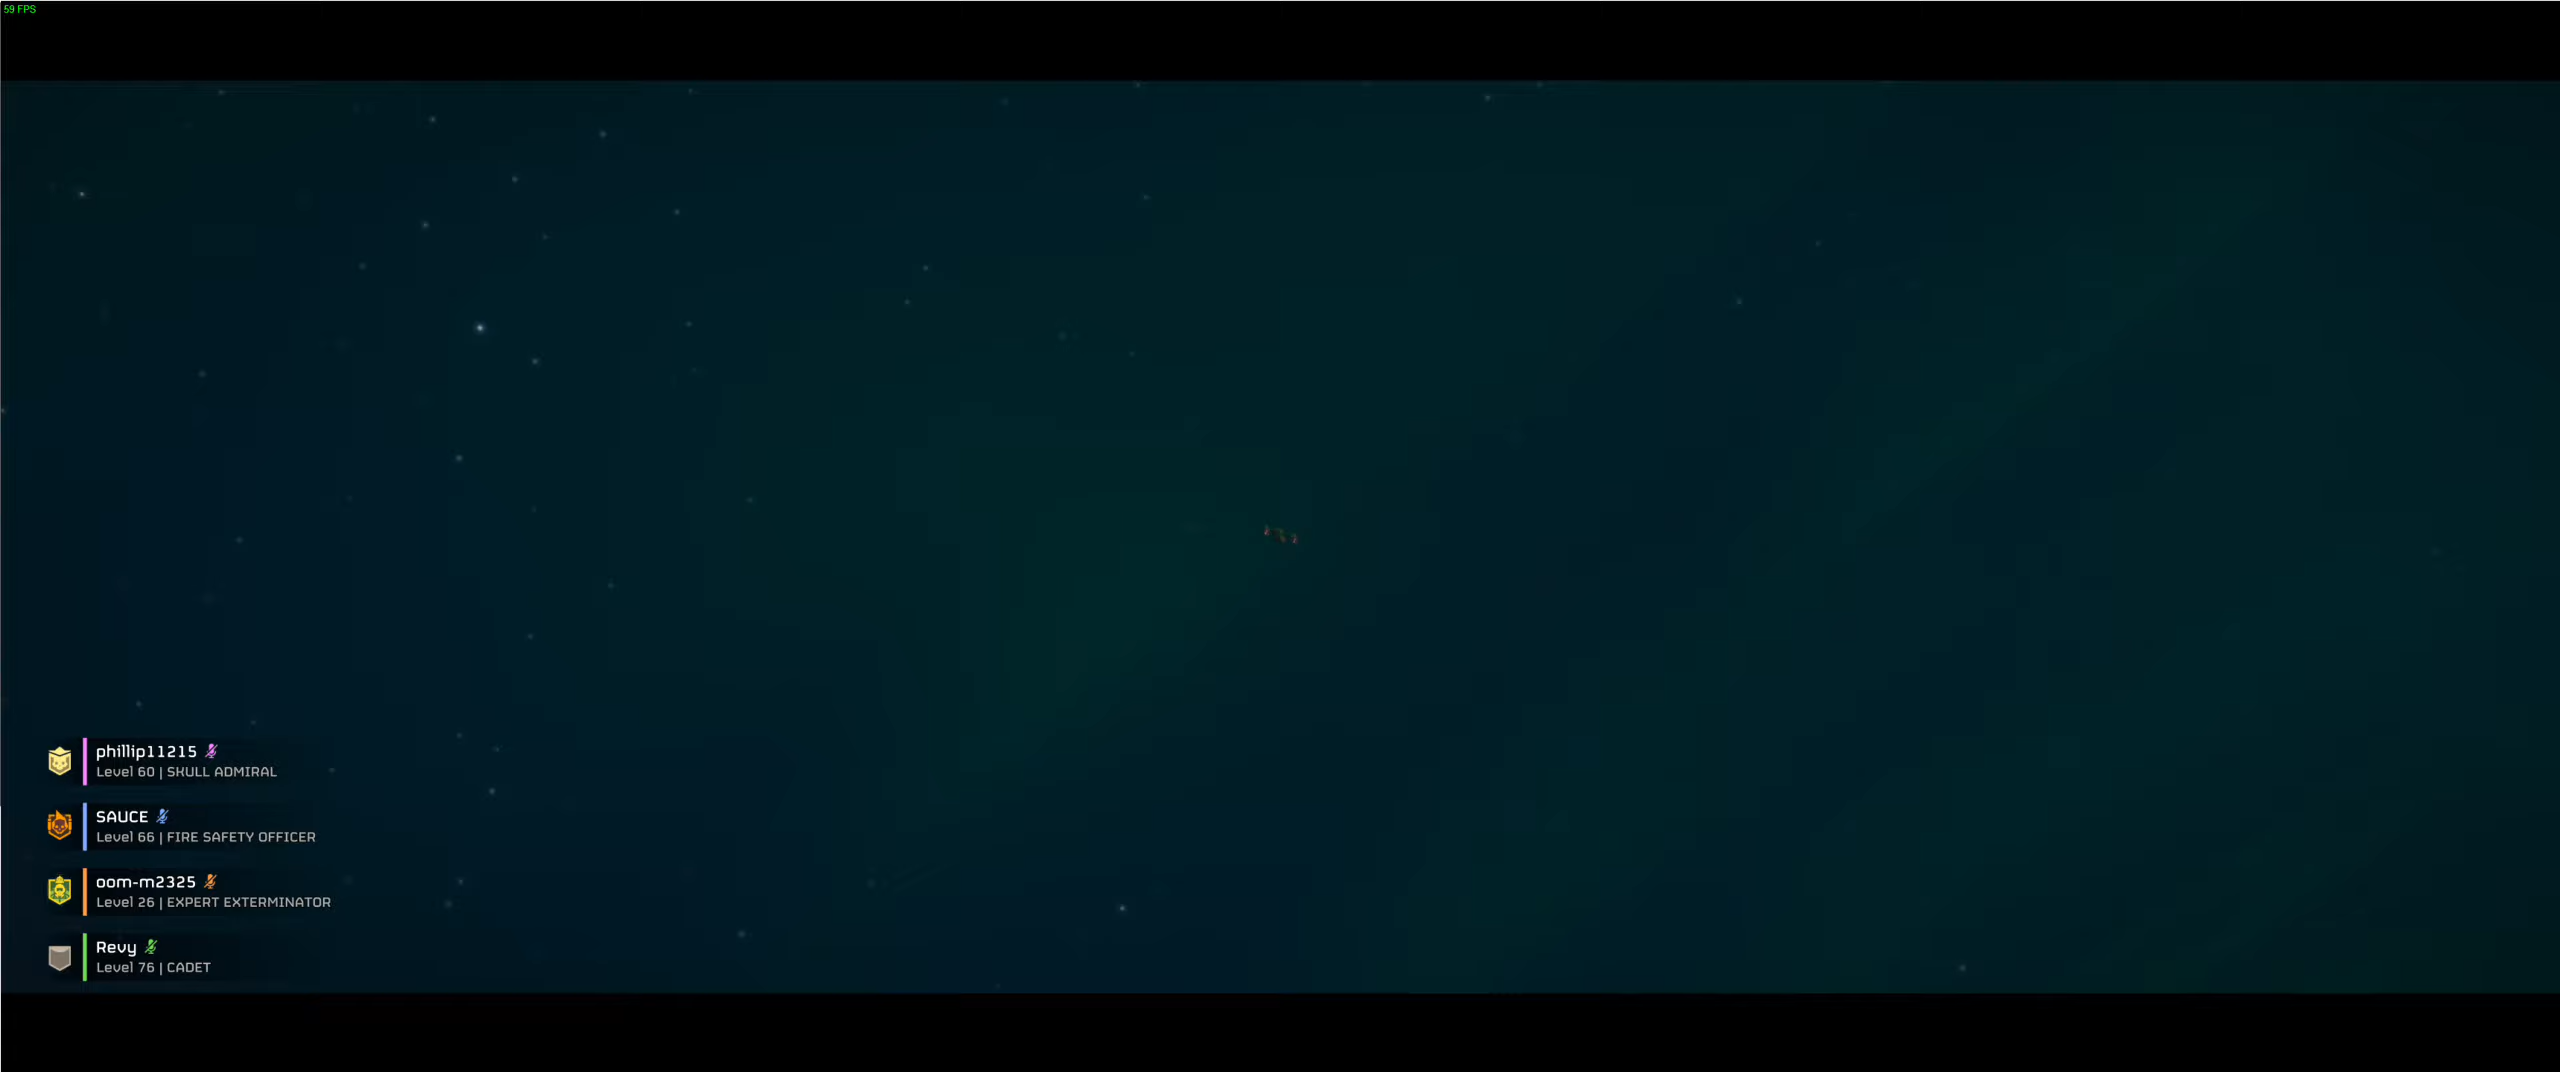 59 FPS
phillip11215
Level 60 | SKULL ADMIRAL
SAUCE
Level 66 | FIRE SAFETY OFFICER
oom-m2325
Level 26 | EXPERT EXTERMINATOR
Revy
Level 76 | CADET